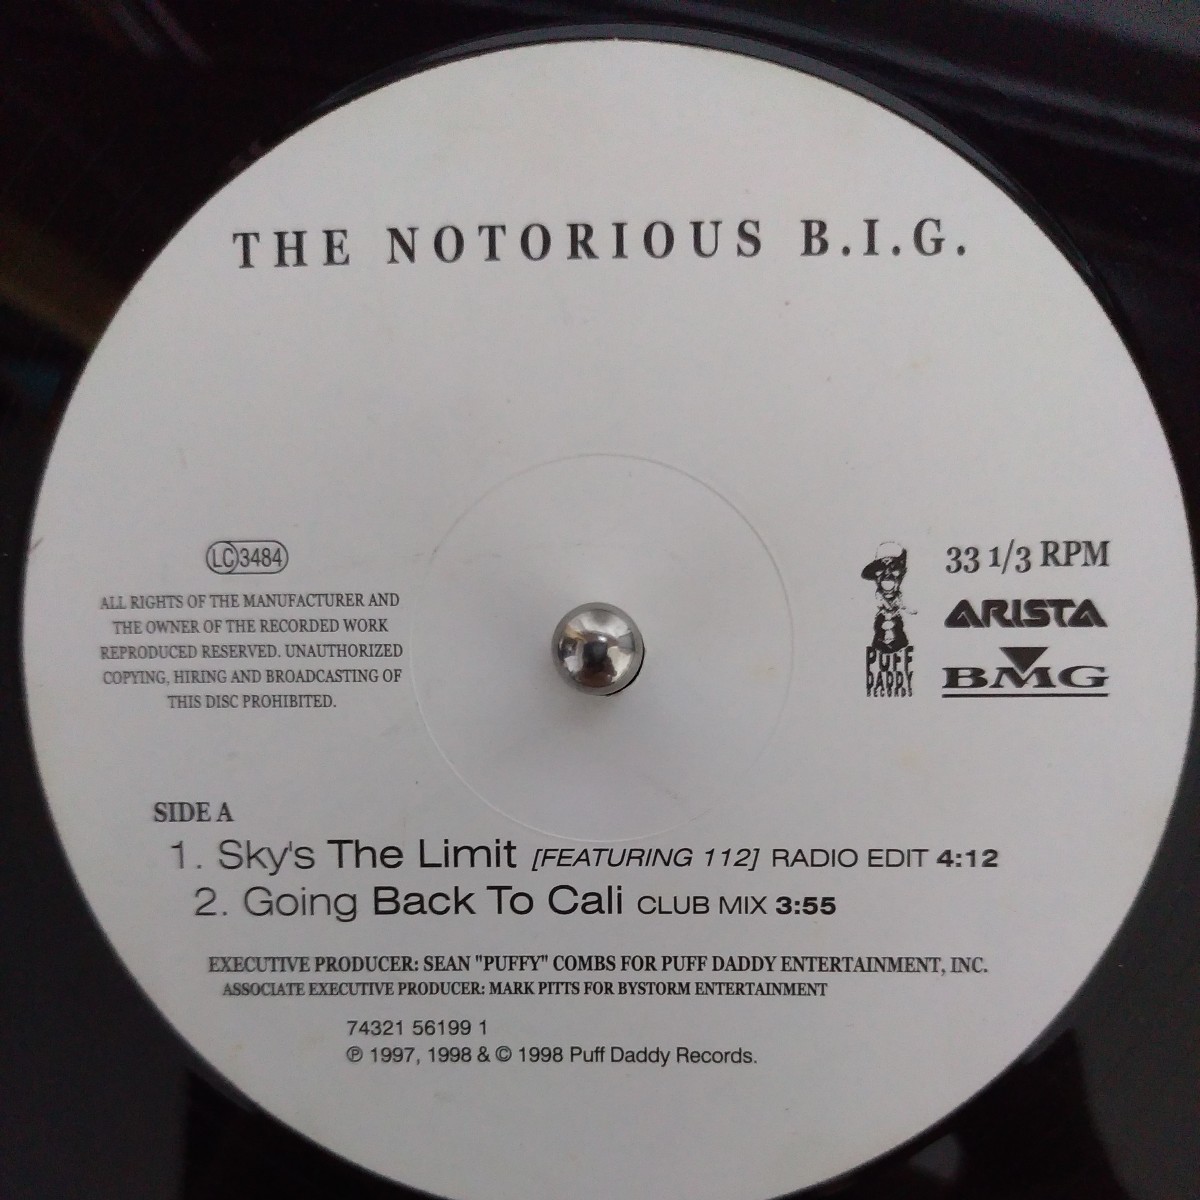 THE NOTORIOUS B.I.G.
LC 3484
ALL RIGHTS OF THE MANUFACTURER AND
THE OWNER OF THE RECORDED WORK
REPRODUCED RESERVED. UNAUTHORIZED
COPYING, HIRING AND BROADCASTING OF
THIS DISC PROHIBITED.
33 1/3 RPM
ARISTA
BMG
PUFF
DADDY
RECORDS
SIDE A
1. Sky's The Limit [FEATURING 112] RADIO EDIT 4:12
2. Going Back To Cali CLUB MIX 3:55
EXECUTIVE PRODUCER: SEAN "PUFFY" COMBS FOR PUFF DADDY ENTERTAINMENT, INC.
ASSOCIATE EXECUTIVE PRODUCER: MARK PITTS FOR BYSTORM ENTERTAINMENT
74321 56199 1
℗ 1997, 1998 & © 1998 Puff Daddy Records.